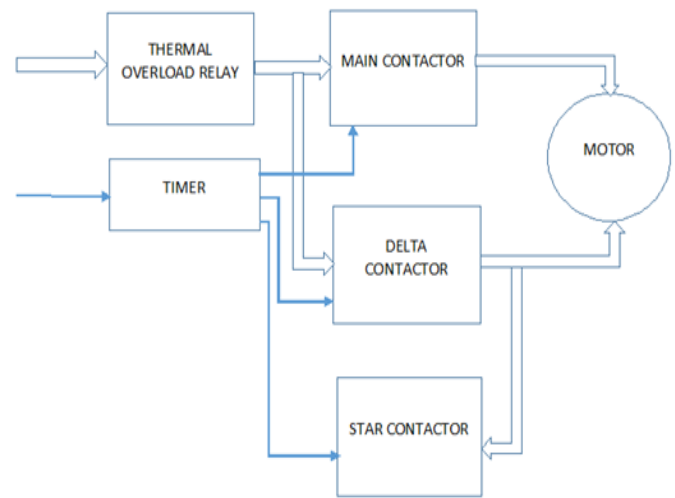 THERMAL
OVERLOAD RELAY
MAIN CONTACTOR
MOTOR
TIMER
DELTA
CONTACTOR
STAR CONTACTOR